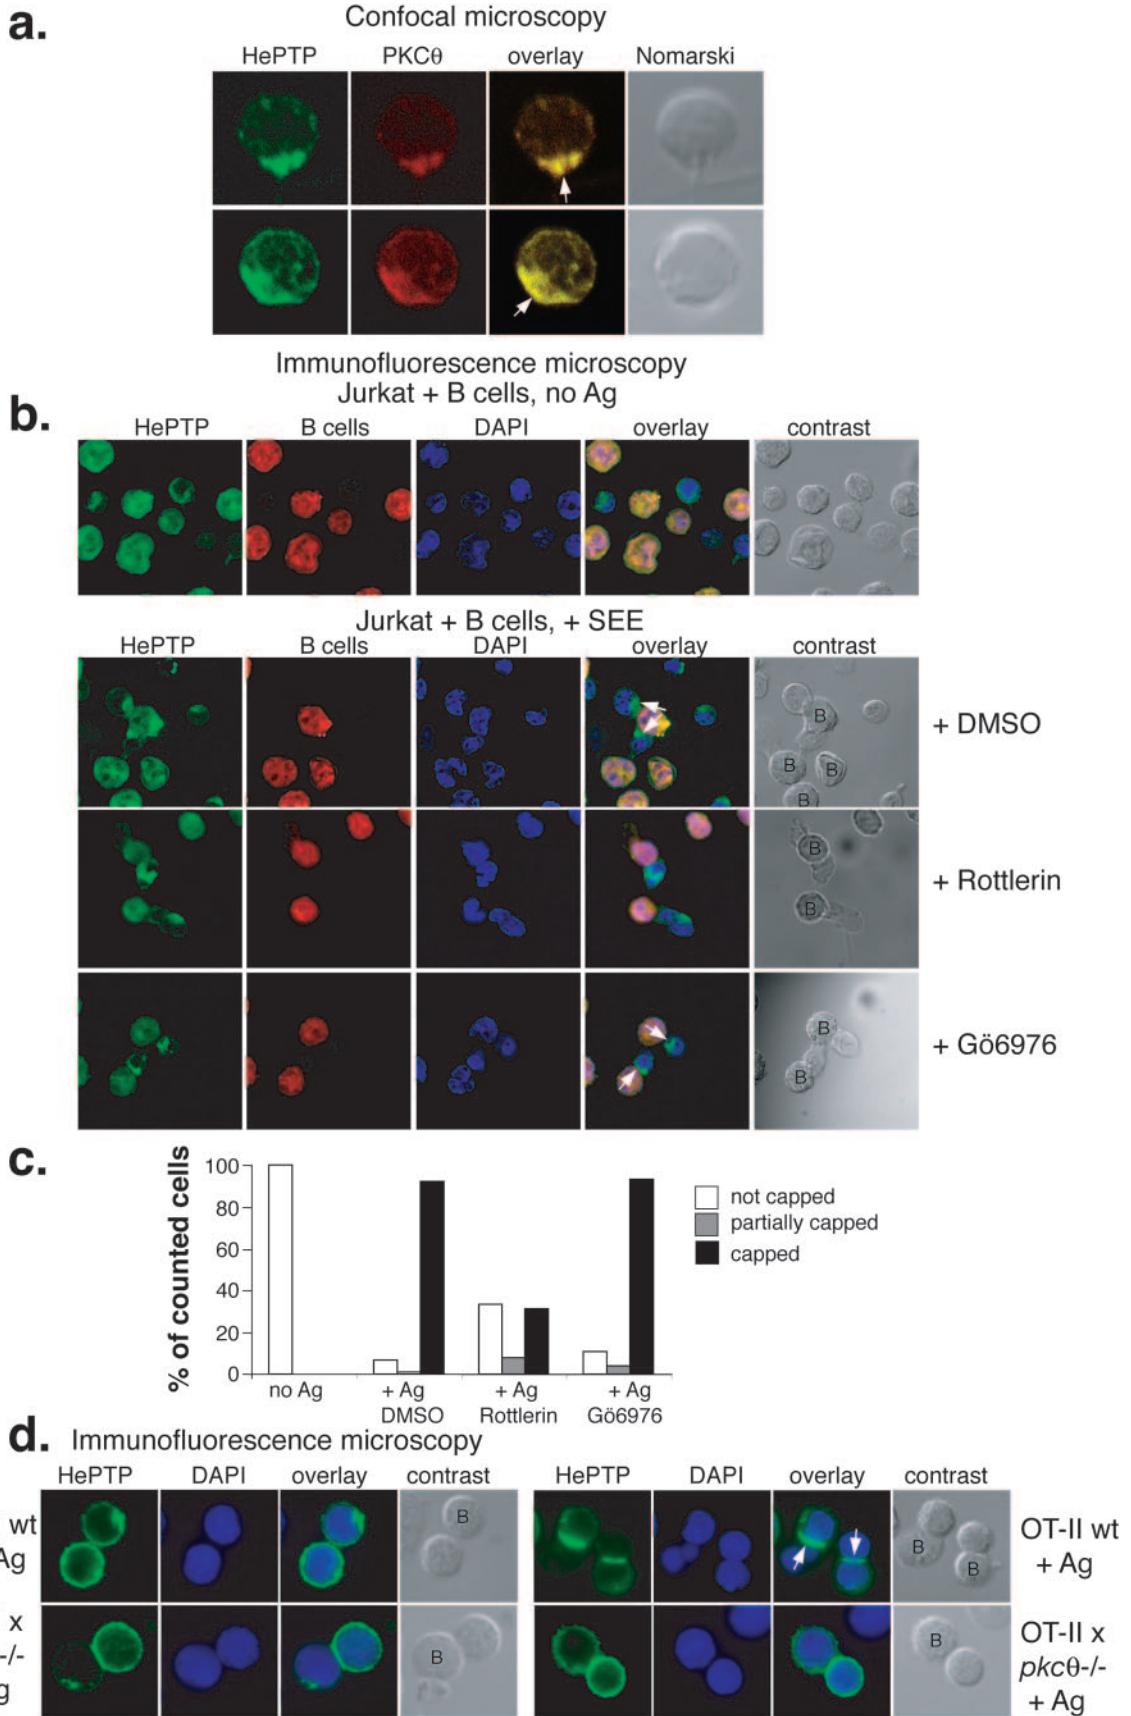 a.
Confocal microscopy
HePTP PKCθ overlay Nomarski
Immunofluorescence microscopy
Jurkat + B cells, no Ag
b.
HePTP B cells DAPI overlay contrast
Jurkat + B cells, + SEE
HePTP B cells DAPI overlay contrast
B
B B
B
+ DMSO
B
B
+ Rottlerin
B
B
+ Gö6976
c.
% of counted cells
100
80
60
40
20
0
no Ag + Ag + Ag + Ag
DMSO Rottlerin Gö6976
not capped
partially capped
capped
d. Immunofluorescence microscopy
HePTP DAPI overlay contrast HePTP DAPI overlay contrast
wt
Ag
B
B
B
OT-II wt
+ Ag
x
-/-
g
B
B
OT-II x
pkcθ-/-
+ Ag